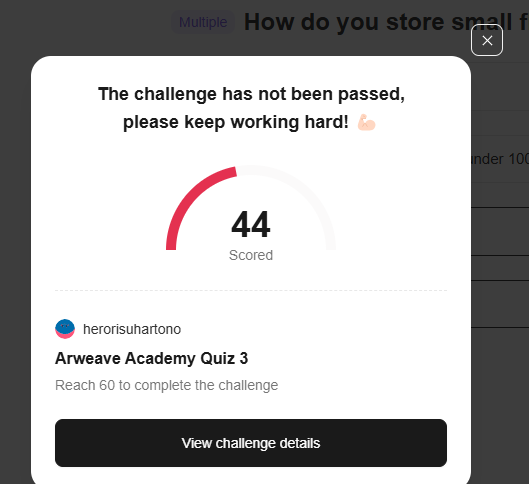 Multiple How do you store small f
The challenge has not been passed,
please keep working hard! 💪🏻
under 100
44
Scored
herorisuhartono
Arweave Academy Quiz 3
Reach 60 to complete the challenge
View challenge details